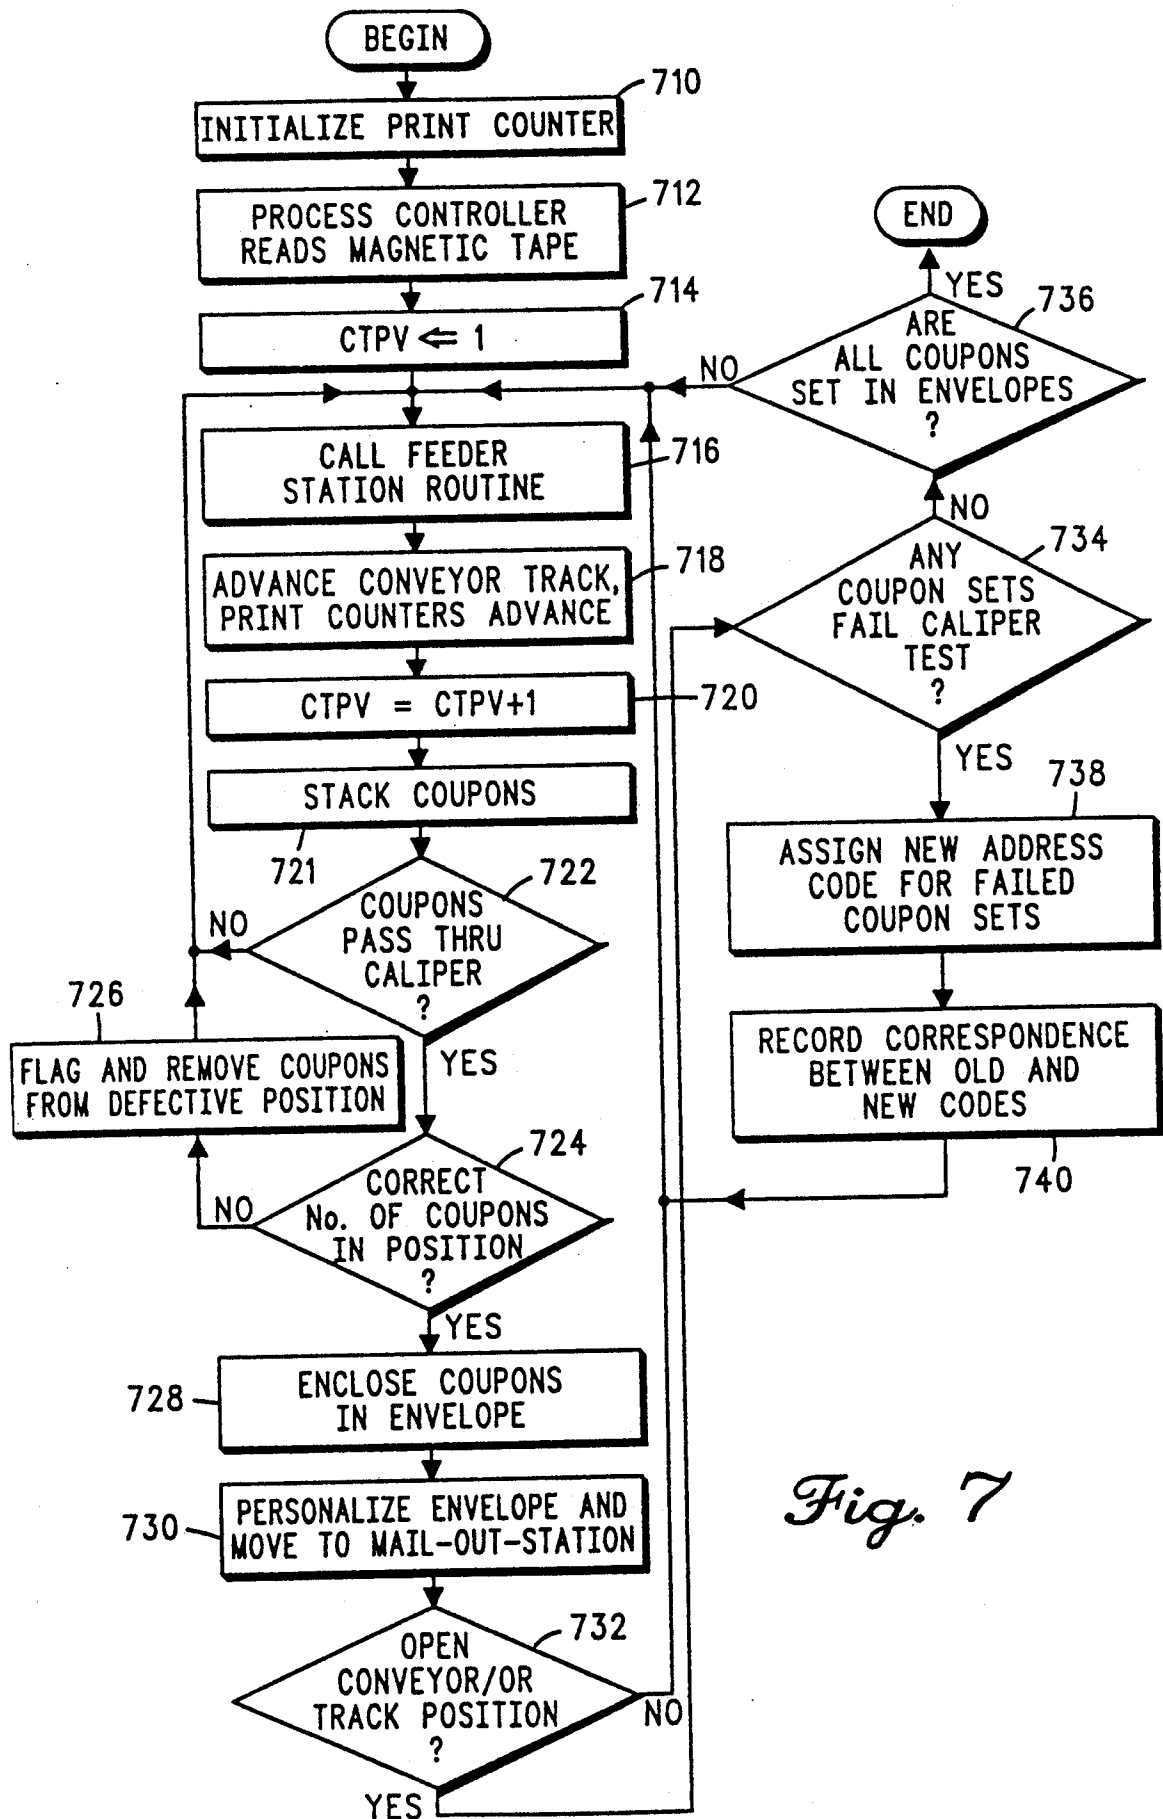 BEGIN
710
INITIALIZE PRINT COUNTER
712
PROCESS CONTROLLER
READS MAGNETIC TAPE
714
CTPV ⇐ 1
716
CALL FEEDER
STATION ROUTINE
718
ADVANCE CONVEYOR TRACK,
PRINT COUNTERS ADVANCE
720
CTPV = CTPV+1
STACK COUPONS
721
722
COUPONS
PASS THRU
CALIPER
?
NO
YES
726
FLAG AND REMOVE COUPONS
FROM DEFECTIVE POSITION
724
CORRECT
No. OF COUPONS
IN POSITION
?
NO
YES
728
ENCLOSE COUPONS
IN ENVELOPE
730
PERSONALIZE ENVELOPE AND
MOVE TO MAIL-OUT-STATION
732
OPEN
CONVEYOR/OR
TRACK POSITION
?
NO
YES
END
YES
736
ARE
ALL COUPONS
SET IN ENVELOPES
?
NO
NO
734
ANY
COUPON SETS
FAIL CALIPER
TEST
?
YES
738
ASSIGN NEW ADDRESS
CODE FOR FAILED
COUPON SETS
RECORD CORRESPONDENCE
BETWEEN OLD AND
NEW CODES
740
Fig. 7